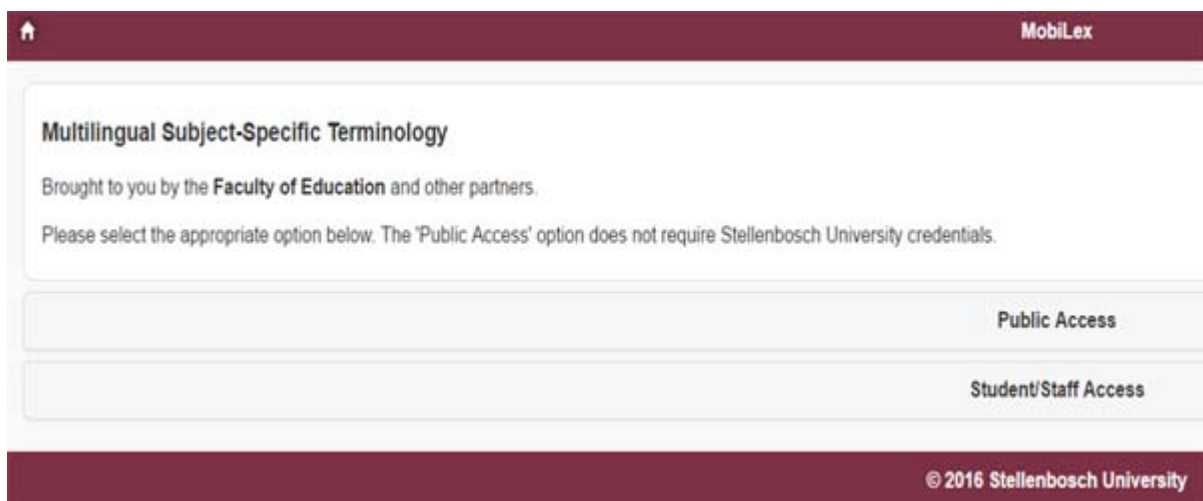 MobiLex
Multilingual Subject-Specific Terminology
Brought to you by the Faculty of Education and other partners.
Please select the appropriate option below. The 'Public Access' option does not require Stellenbosch University credentials.
Public Access
Student/Staff Access
© 2016 Stellenbosch University